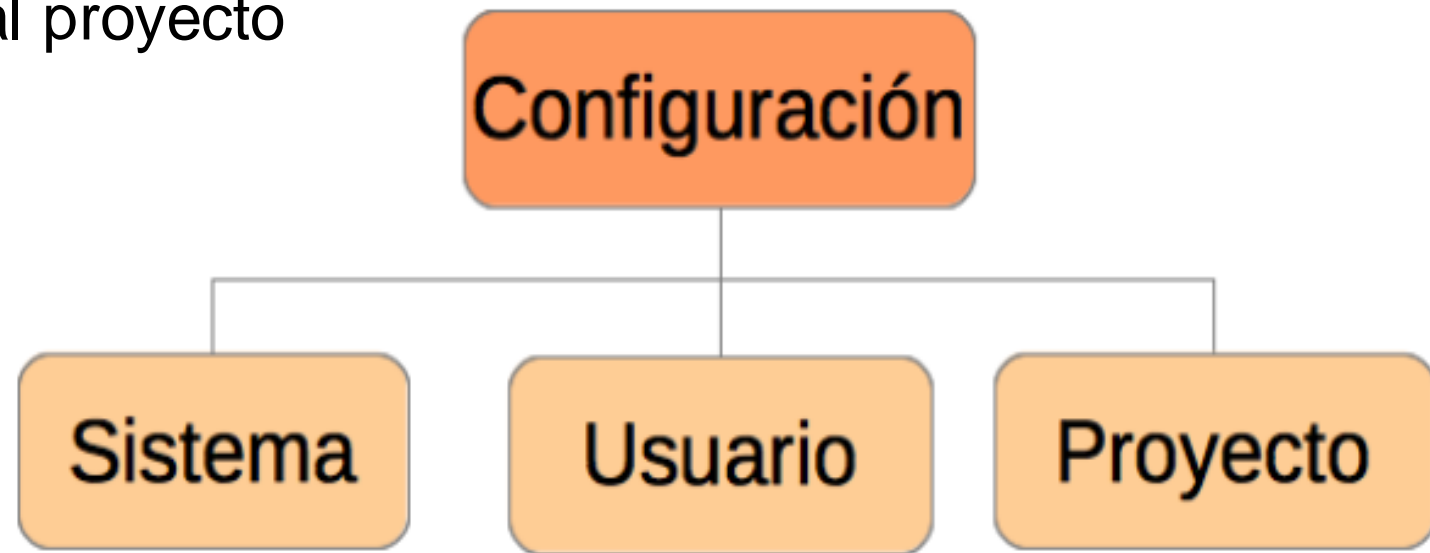 al proyecto
Configuración
Sistema
Usuario
Proyecto